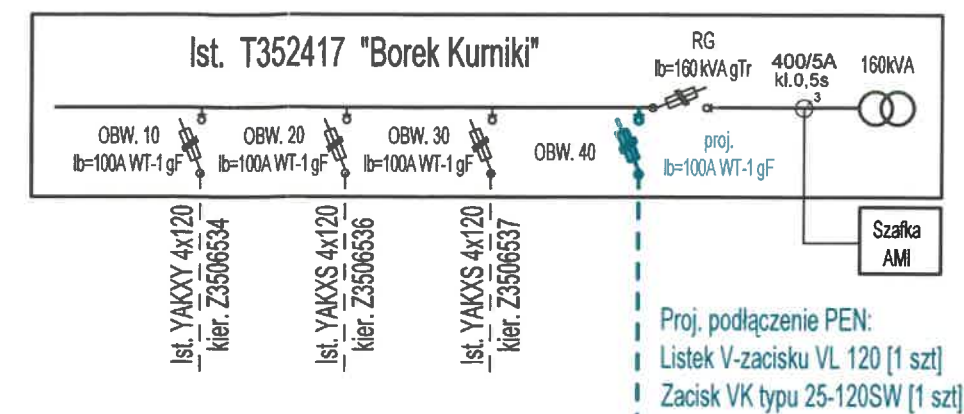 Ist. T352417 "Borek Kurniki"
RG
Ib=160 kVA gTr
400/5A
kl.0,5s
3
160kVA
OBW. 10
Ib=100A WT-1 gF
OBW. 20
Ib=100A WT-1 gF
OBW. 30
Ib=100A WT-1 gF
OBW. 40
proj.
Ib=100A WT-1 gF
Ist. YAKXY 4x120
kier. Z3506534
Ist. YAKXS 4x120
kier. Z3506536
Ist. YAKXS 4x120
kier. Z3506537
Szafka
AMI
Proj. podłączenie PEN:
Listek V-zacisku VL 120 [1 szt]
Zacisk VK typu 25-120SW [1 szt]